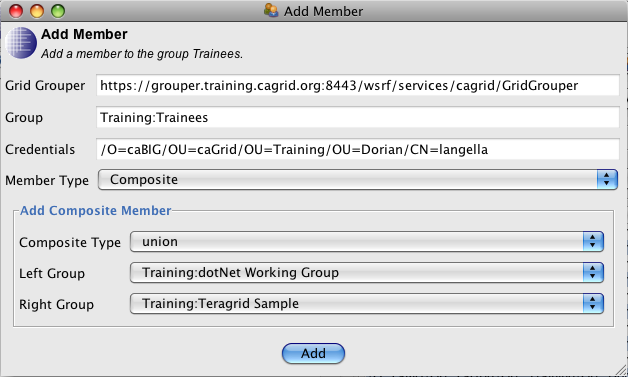 Add Member
Add Member
Add a member to the group Trainees.
Grid Grouper https://grouper.training.cagrid.org:8443/wsrf/services/cagrid/GridGrouper
Group Training:Trainees
Credentials /O=caBIG/OU=caGrid/OU=Training/OU=Dorian/CN=langella
Member Type Composite
Add Composite Member
Composite Type union
Left Group Training:dotNet Working Group
Right Group Training:Teragrid Sample
Add